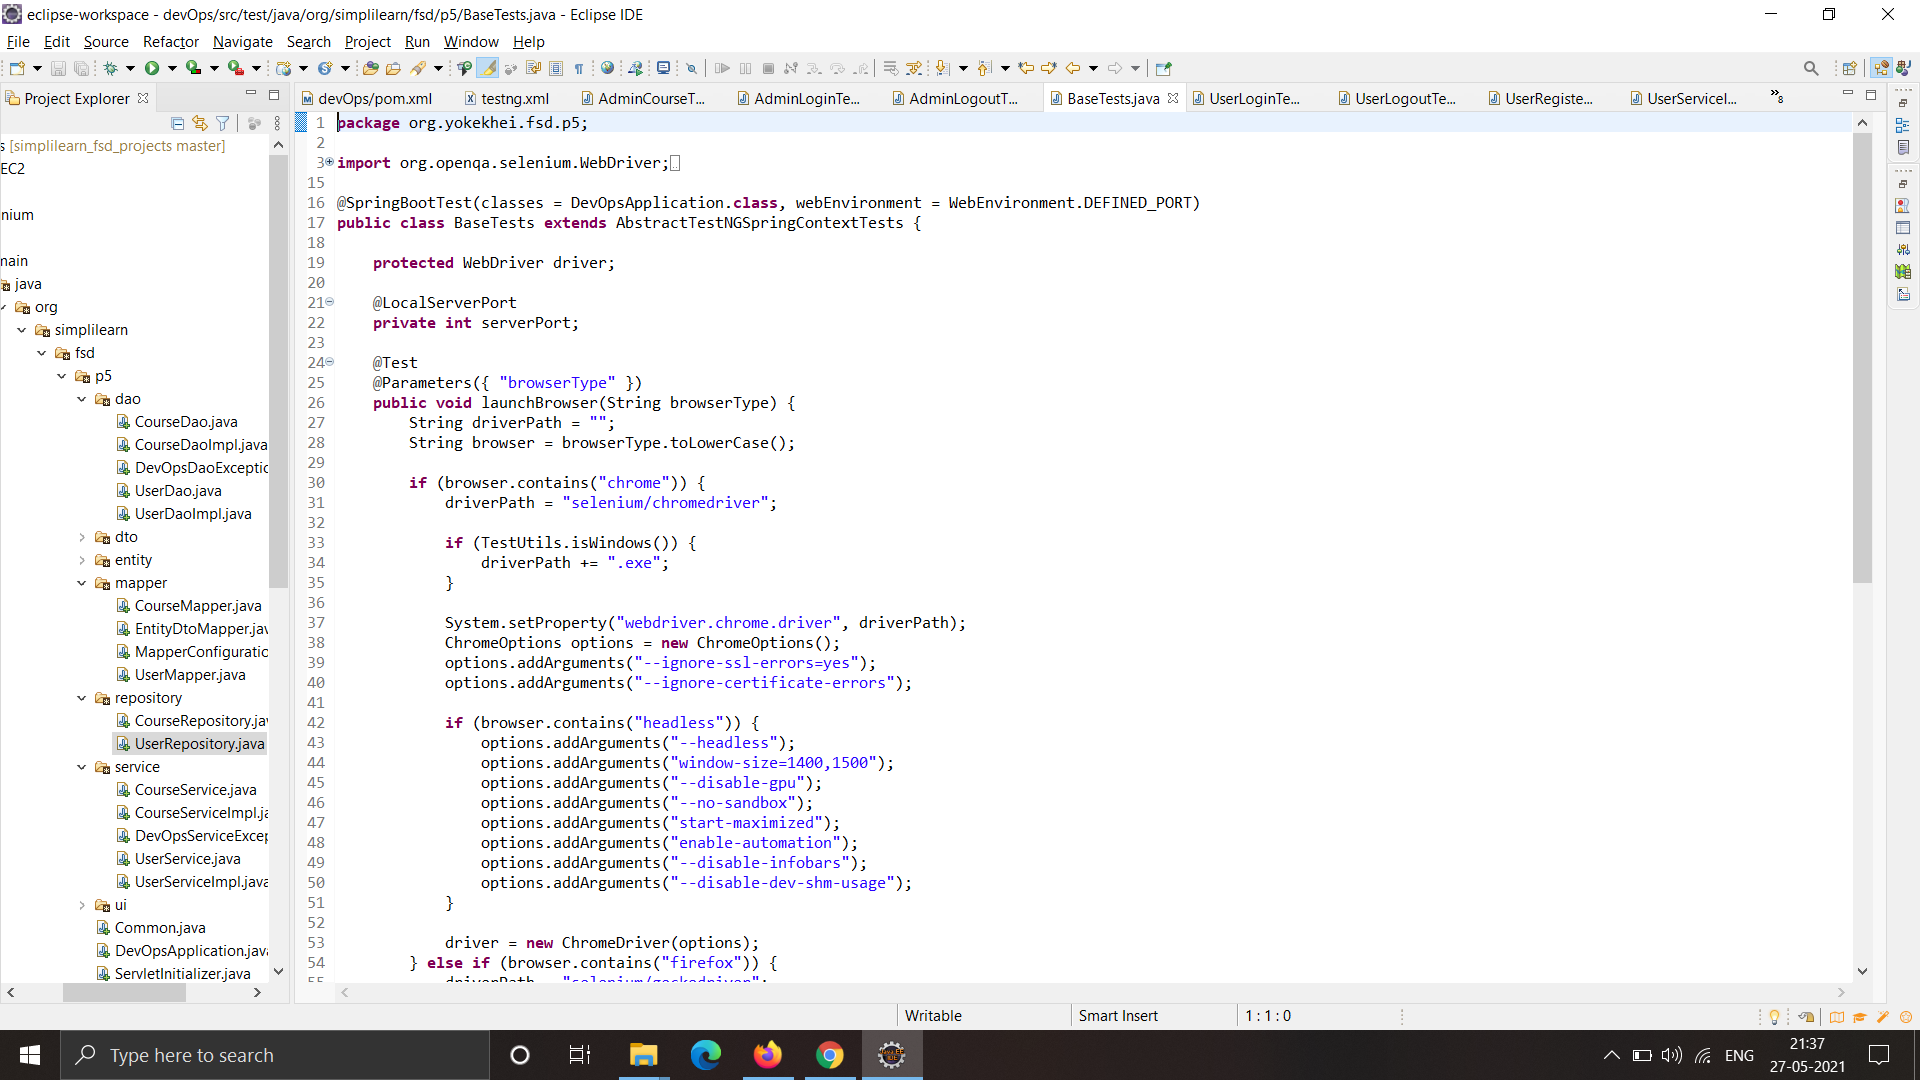 eclipse-workspace - devOps/src/test/java/org/simplilearn/fsd/p5/BaseTests.java - Eclipse IDE
File Edit Source Refactor Navigate Search Project Run Window Help
Project Explorer
devOps/pom.xml testng.xml AdminCourseT... AdminLoginTe... AdminLogoutT... BaseTests.java UserLoginTe... UserLogoutTe... UserRegiste... UserServiceI... »8
s [simplilearn_fsd_projects master]
EC2
nium
main
java
org
simplilearn
fsd
p5
dao
CourseDao.java
CourseDaoImpl.java
DevOpsDaoExceptio
UserDao.java
UserDaoImpl.java
dto
entity
mapper
CourseMapper.java
EntityDtoMapper.jav
MapperConfiguratio
UserMapper.java
repository
CourseRepository.jav
UserRepository.java
service
CourseService.java
CourseServiceImpl.ja
DevOpsServiceExcep
UserService.java
UserServiceImpl.java
ui
Common.java
DevOpsApplication.java
ServletInitializer.java
1 package org.yokekhei.fsd.p5;
2
3 import org.openqa.selenium.WebDriver;
15
16 @SpringBootTest(classes = DevOpsApplication.class, webEnvironment = WebEnvironment.DEFINED_PORT)
17 public class BaseTests extends AbstractTestNGSpringContextTests {
18
19 protected WebDriver driver;
20
21 @LocalServerPort
22 private int serverPort;
23
24 @Test
25 @Parameters({ "browserType" })
26 public void launchBrowser(String browserType) {
27 String driverPath = "";
28 String browser = browserType.toLowerCase();
29
30 if (browser.contains("chrome")) {
31 driverPath = "selenium/chromedriver";
32
33 if (TestUtils.isWindows()) {
34 driverPath += ".exe";
35 }
36
37 System.setProperty("webdriver.chrome.driver", driverPath);
38 ChromeOptions options = new ChromeOptions();
39 options.addArguments("--ignore-ssl-errors=yes");
40 options.addArguments("--ignore-certificate-errors");
41
42 if (browser.contains("headless")) {
43 options.addArguments("--headless");
44 options.addArguments("window-size=1400,1500");
45 options.addArguments("--disable-gpu");
46 options.addArguments("--no-sandbox");
47 options.addArguments("start-maximized");
48 options.addArguments("enable-automation");
49 options.addArguments("--disable-infobars");
50 options.addArguments("--disable-dev-shm-usage");
51 }
52
53 driver = new ChromeDriver(options);
54 } else if (browser.contains("firefox")) {
55 driverPath = "selenium/geckodriver";
Writable Smart Insert 1 : 1 : 0
Type here to search
ENG
21:37
27-05-2021